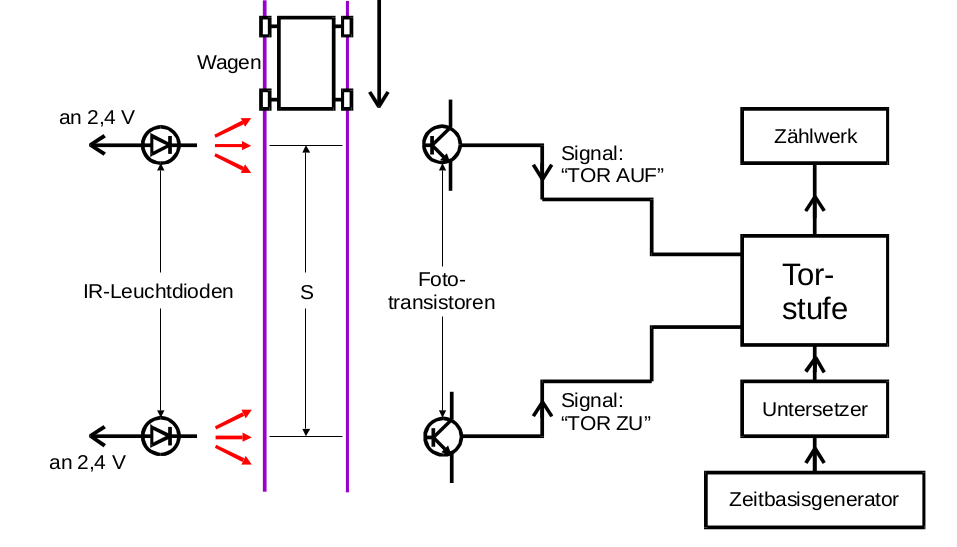 Wagen
an 2,4 V
Signal:
“TOR AUF”
Zählwerk
IR-Leuchtdioden
S
Foto-
transistoren
Tor-
stufe
an 2,4 V
Signal:
“TOR ZU”
Untersetzer
Zeitbasisgenerator